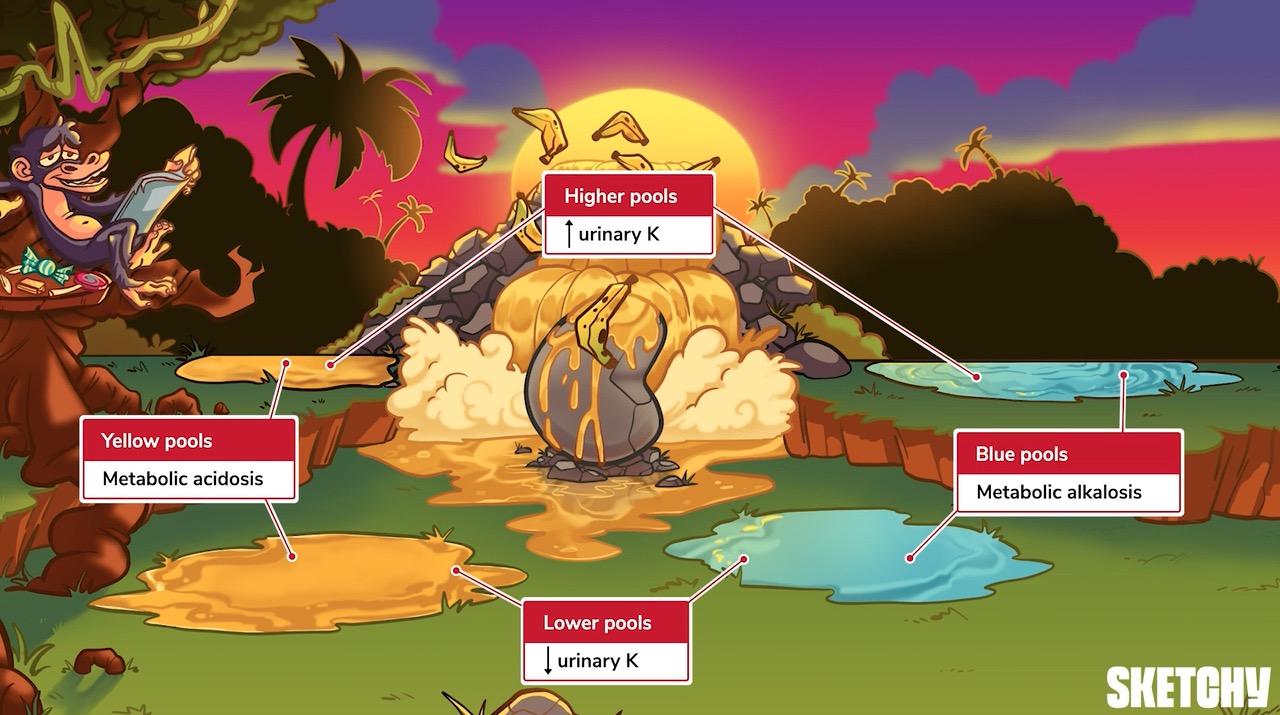 Higher pools
↑ urinary K
Yellow pools
Metabolic acidosis
Blue pools
Metabolic alkalosis
Lower pools
↓ urinary K
SKETCHY